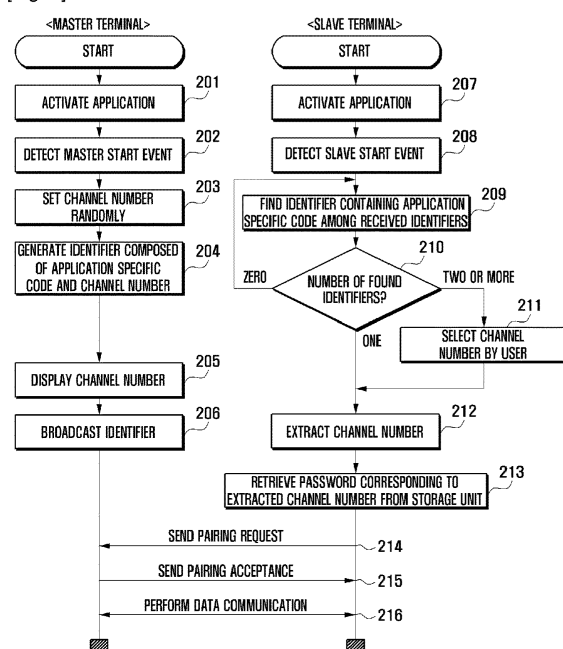 <MASTER TERMINAL>
START
ACTIVATE APPLICATION
201
DETECT MASTER START EVENT
202
SET CHANNEL NUMBER
RANDOMLY
203
GENERATE IDENTIFIER COMPOSED
OF APPLICATION SPECIFIC
CODE AND CHANNEL NUMBER
204
DISPLAY CHANNEL NUMBER
205
BROADCAST IDENTIFIER
206
<SLAVE TERMINAL>
START
ACTIVATE APPLICATION
207
DETECT SLAVE START EVENT
208
FIND IDENTIFIER CONTAINING APPLICATION
SPECIFIC CODE AMONG RECEIVED IDENTIFIERS
209
NUMBER OF FOUND
IDENTIFIERS?
210
ZERO
TWO OR MORE
ONE
SELECT CHANNEL
NUMBER BY USER
211
EXTRACT CHANNEL NUMBER
212
RETRIEVE PASSWORD CORRESPONDING TO
EXTRACTED CHANNEL NUMBER FROM STORAGE UNIT
213
SEND PAIRING REQUEST
214
SEND PAIRING ACCEPTANCE
215
PERFORM DATA COMMUNICATION
216